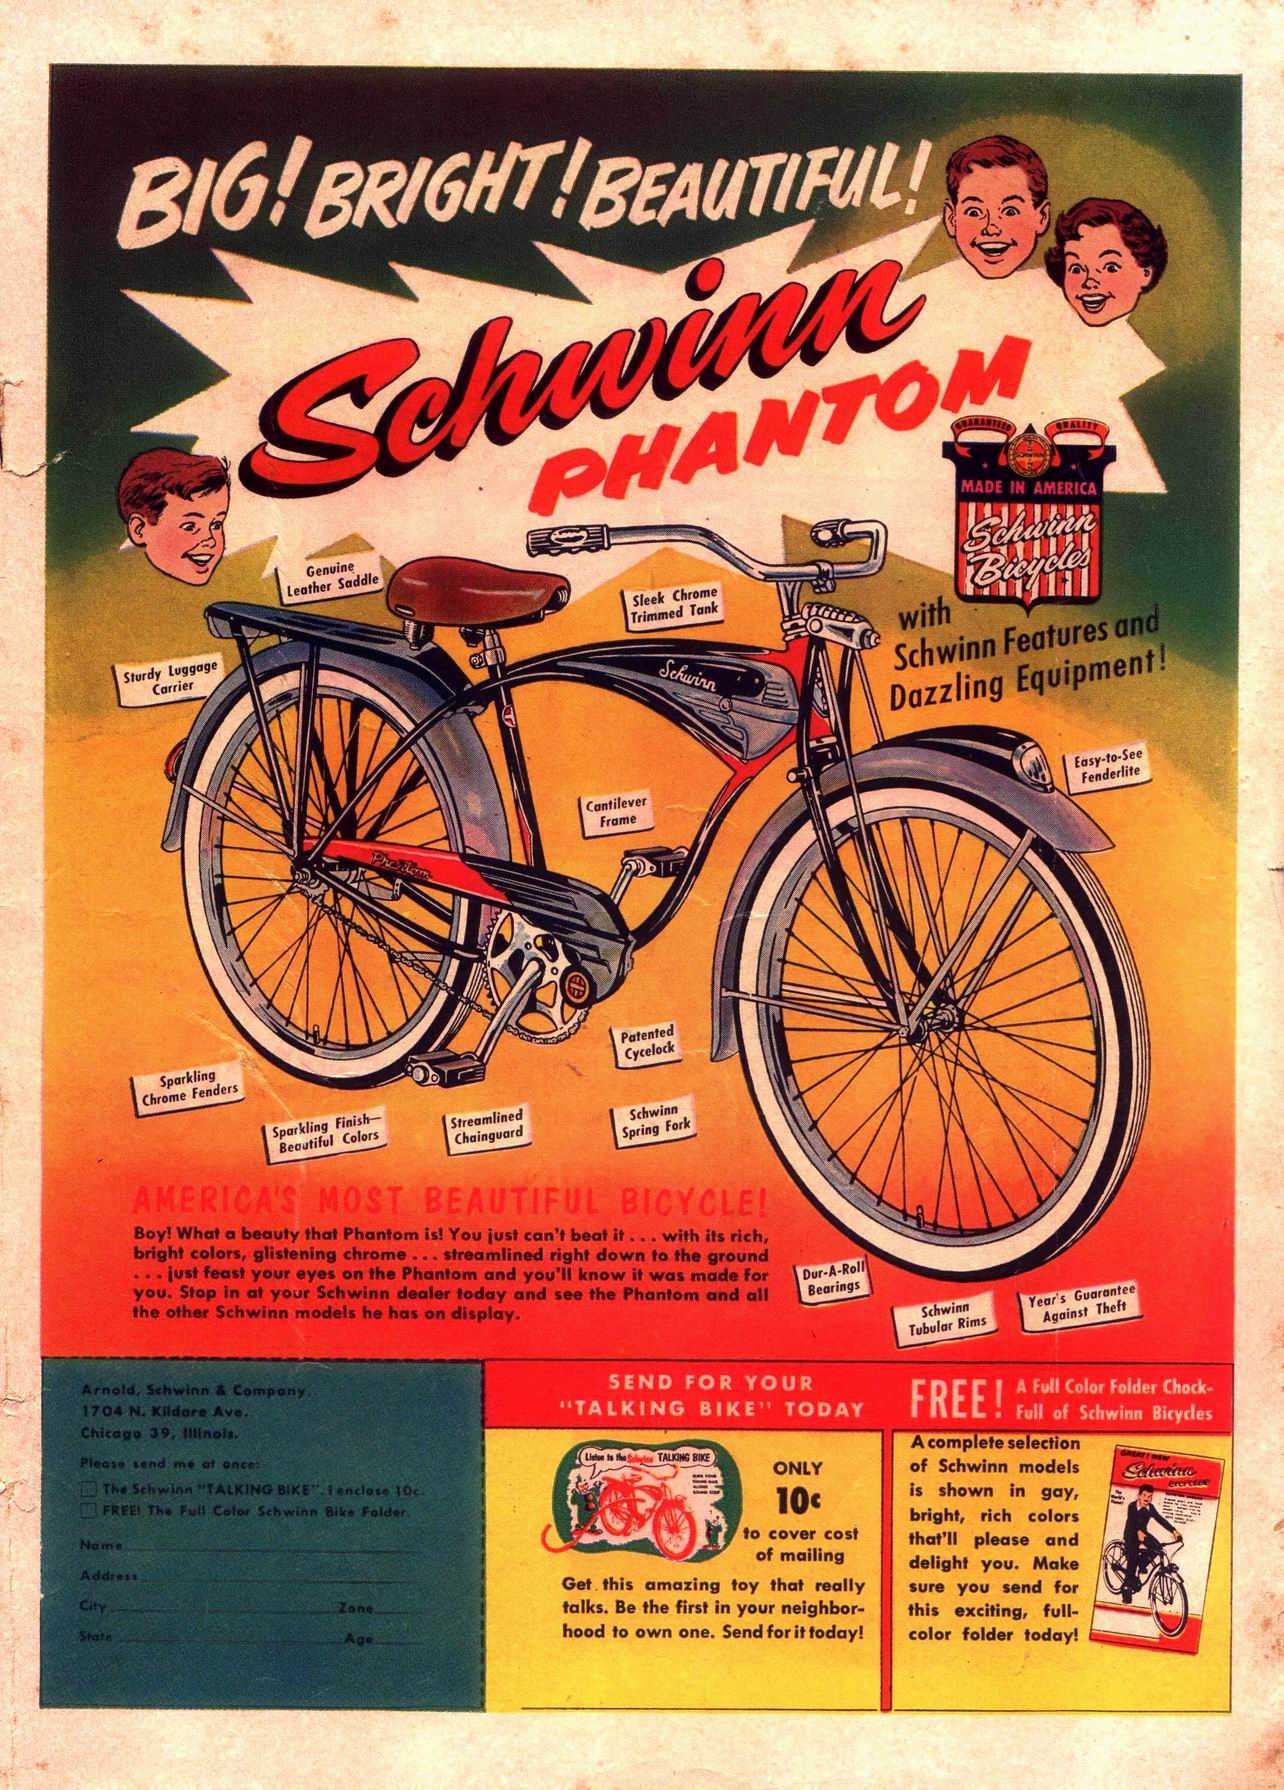 BIG! BRIGHT! BEAUTIFUL!
Schwinn
PHANTOM
GUARANTEED QUALITY
SCHWINN
MADE IN AMERICA
Schwinn
Bicycles
with
Schwinn Features and
Dazzling Equipment!
Genuine
Leather Saddle
Sleek Chrome
Trimmed Tank
Sturdy Luggage
Carrier
Schwinn
Easy-to-See
Fenderlite
Cantilever
Frame
Phantom
Patented
Cycelock
Sparkling
Chrome Fenders
Sparkling Finish—
Beautiful Colors
Streamlined
Chainguard
Schwinn
Spring Fork
AMERICA'S MOST BEAUTIFUL BICYCLE!
Boy! What a beauty that Phantom is! You just can't beat it . . . with its rich,
bright colors, glistening chrome . . . streamlined right down to the ground
. . . just feast your eyes on the Phantom and you'll know it was made for
you. Stop in at your Schwinn dealer today and see the Phantom and all
the other Schwinn models he has on display.
Dur-A-Roll
Bearings
Schwinn
Tubular Rims
Year's Guarantee
Against Theft
Arnold, Schwinn & Company.
1704 N. Kildare Ave.
Chicago 39, Illinois.
Please send me at once:
The Schwinn "TALKING BIKE". I enclose 10c.
FREE! The Full Color Schwinn Bike Folder.
Name
Address
City Zone
State Age
SEND FOR YOUR
"TALKING BIKE" TODAY
Listen to the Schwinn TALKING BIKE
ONLY
10c
to cover cost
of mailing
Get this amazing toy that really
talks. Be the first in your neighbor-
hood to own one. Send for it today!
FREE! A Full Color Folder Chock-
Full of Schwinn Bicycles
A complete selection
of Schwinn models
is shown in gay,
bright, rich colors
that'll please and
delight you. Make
sure you send for
this exciting, full-
color folder today!
GREAT! NEW
Schwinn